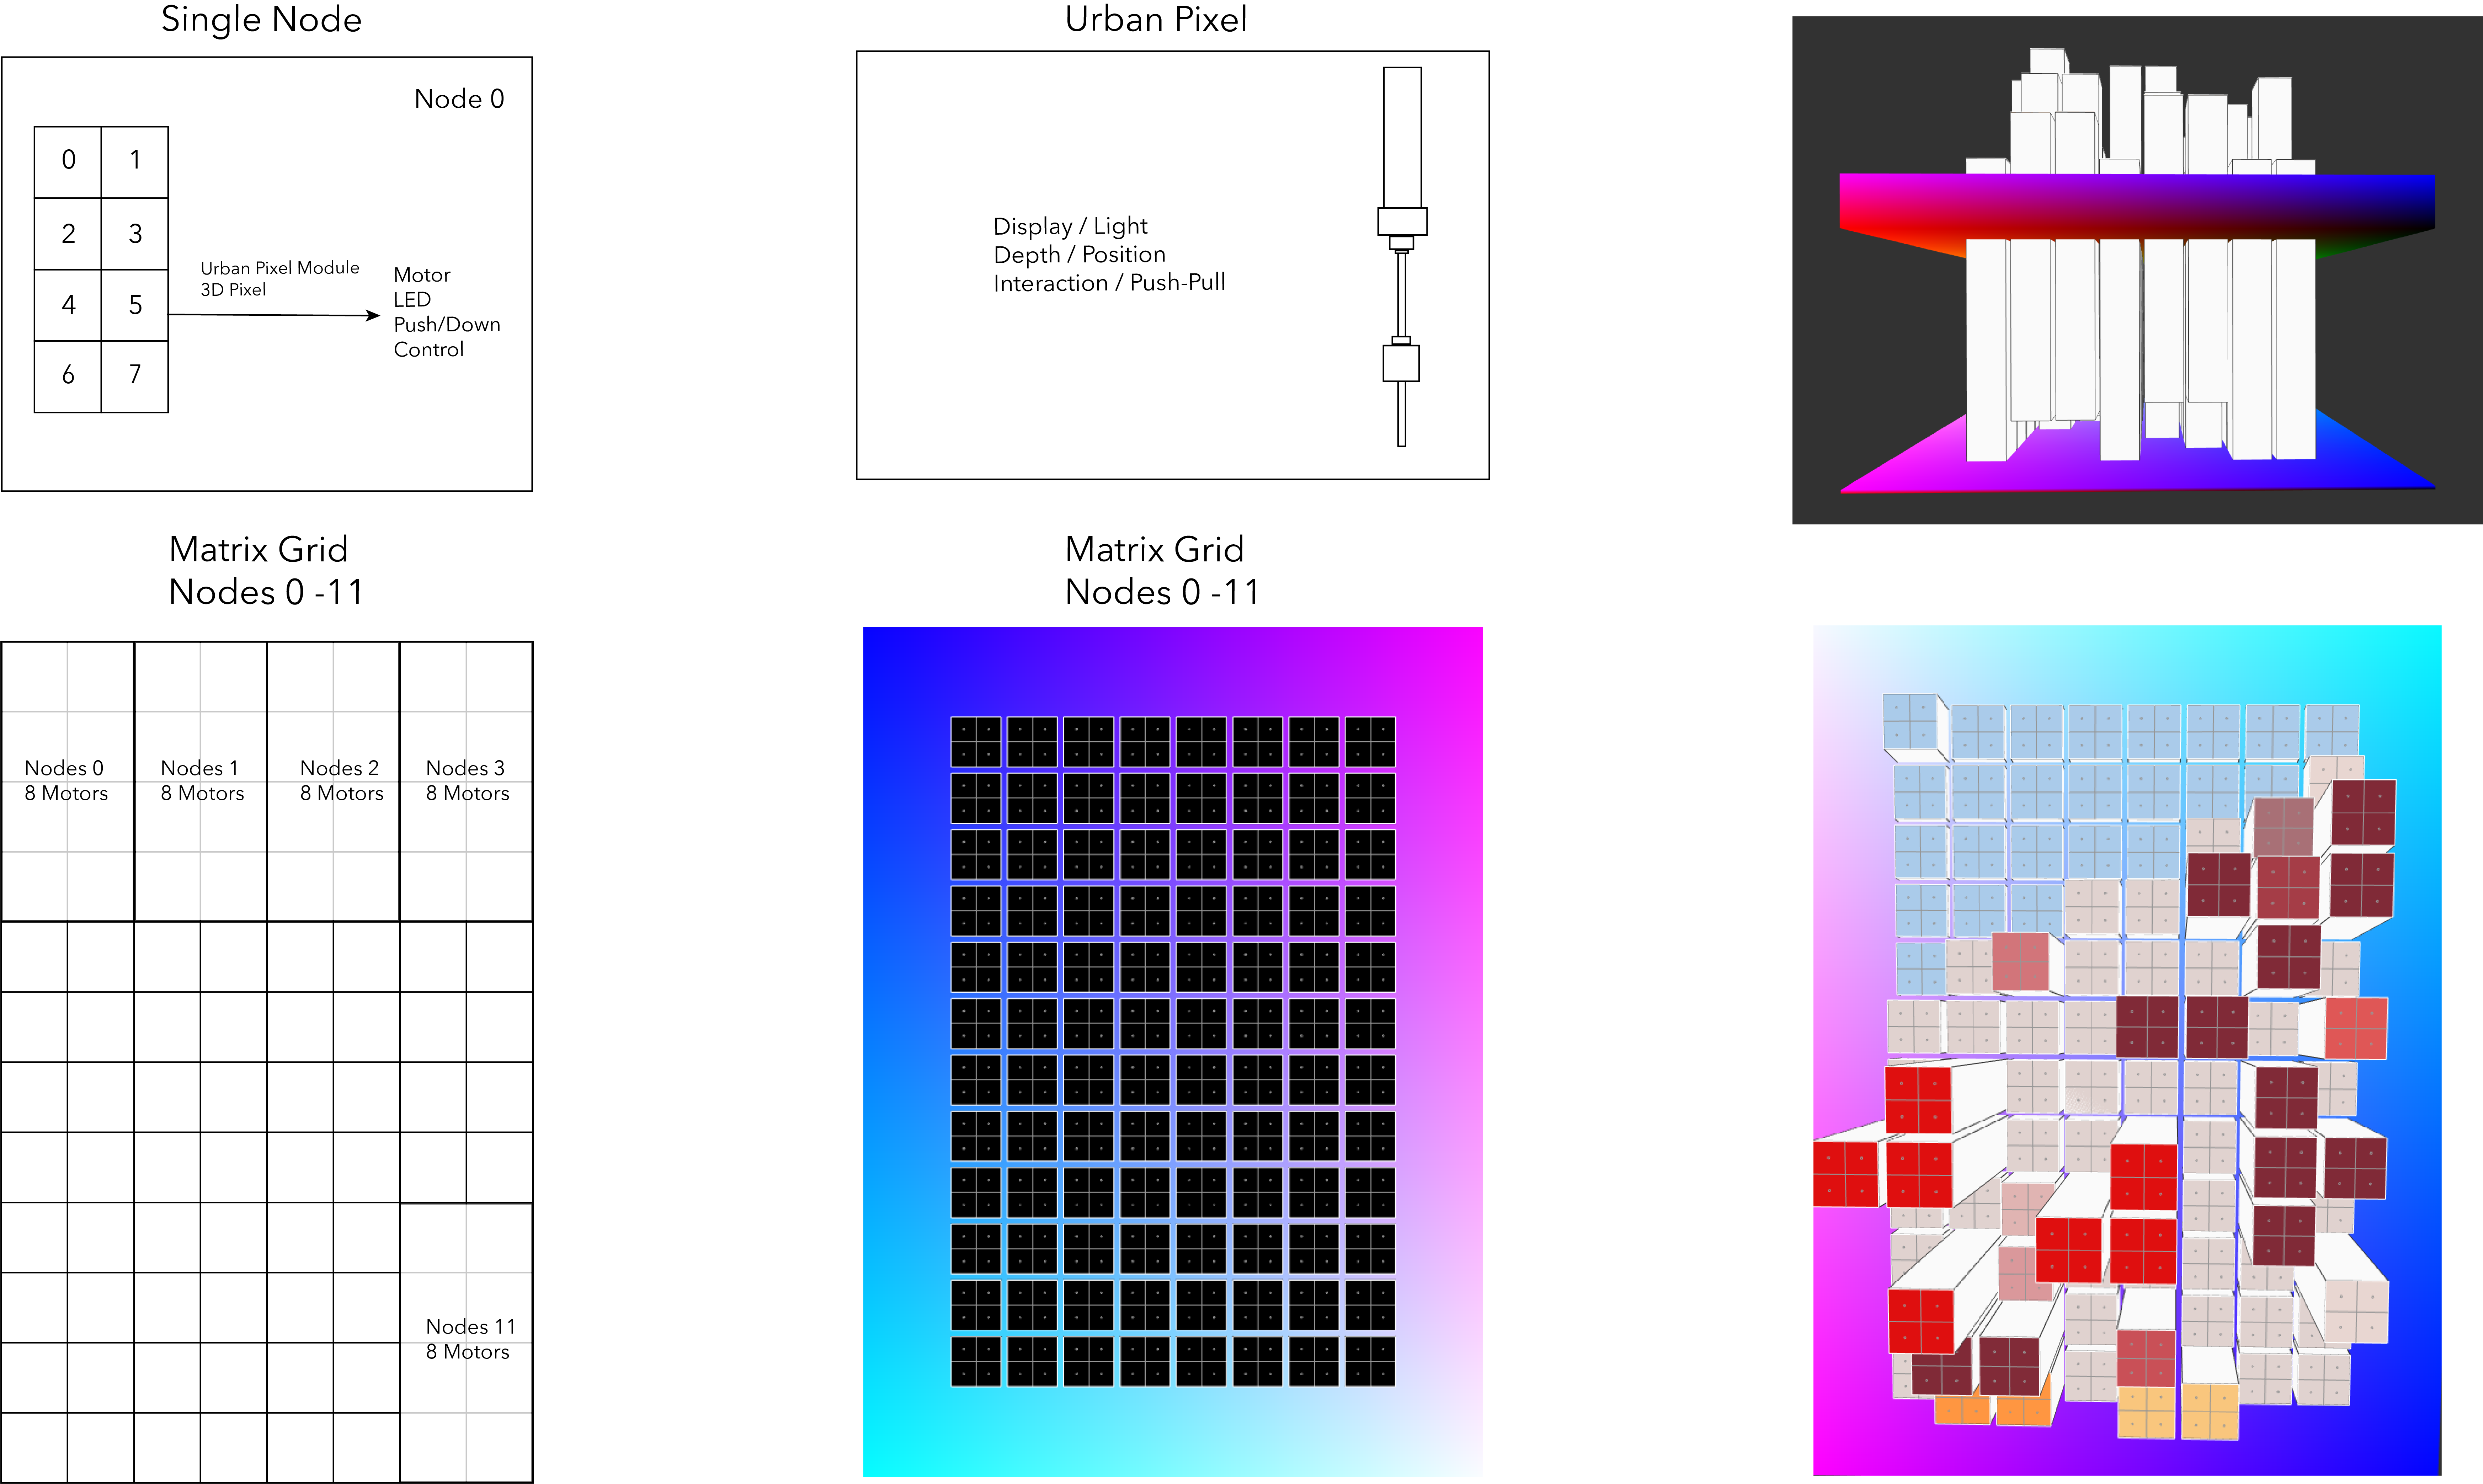 Single Node
Node 0
0
1
2
3
4
5
6
7
Urban Pixel Module
3D Pixel
Motor
LED
Push/Down
Control
Urban Pixel
Display / Light
Depth / Position
Interaction / Push-Pull
Matrix Grid
Nodes 0 -11
Nodes 0
8 Motors
Nodes 1
8 Motors
Nodes 2
8 Motors
Nodes 3
8 Motors
Nodes 11
8 Motors
Matrix Grid
Nodes 0 -11